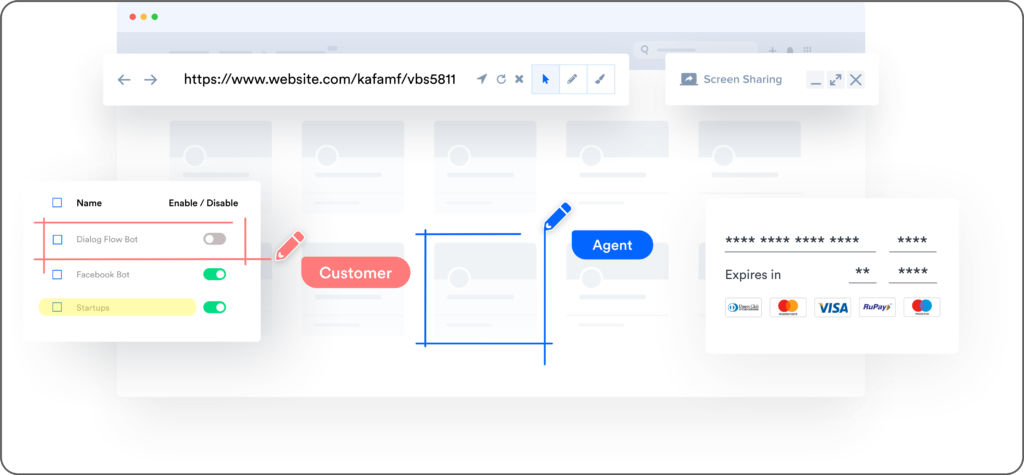 https://www.website.com/kafamf/vbs5811
Screen Sharing
Name Enable / Disable
Dialog Flow Bot
Facebook Bot
Startups
Customer
Agent
**** **** **** **** ****
Expires in ** ****
VISA
RuPay